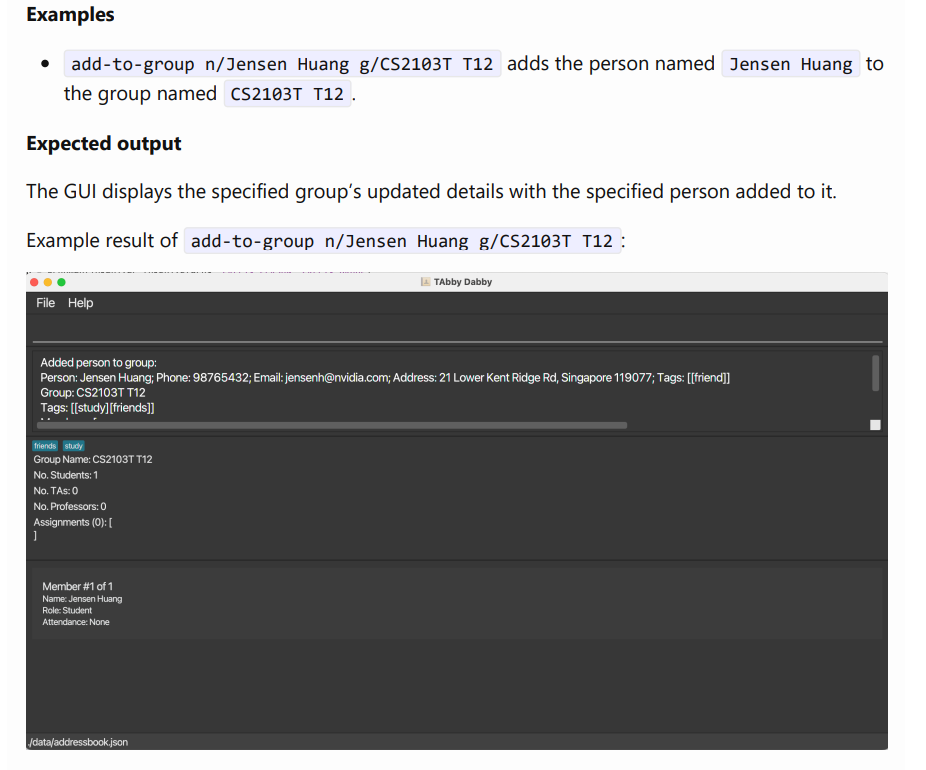 Examples
• add-to-group n/Jensen Huang g/CS2103T T12 adds the person named Jensen Huang to
the group named CS2103T T12.
Expected output
The GUI displays the specified group’s updated details with the specified person added to it.
Example result of add-to-group n/Jensen Huang g/CS2103T T12:
TAbby Dabby
File Help
Added person to group:
Person: Jensen Huang; Phone: 98765432; Email: jensenh@nvidia.com; Address: 21 Lower Kent Ridge Rd, Singapore 119077; Tags: [[friend]]
Group: CS2103T T12
Tags: [[study][friends]]
friends study
Group Name: CS2103T T12
No. Students: 1
No. TAs: 0
No. Professors: 0
Assignments (0): [
]
Member #1 of 1
Name: Jensen Huang
Role: Student
Attendance: None
./data/addressbook.json